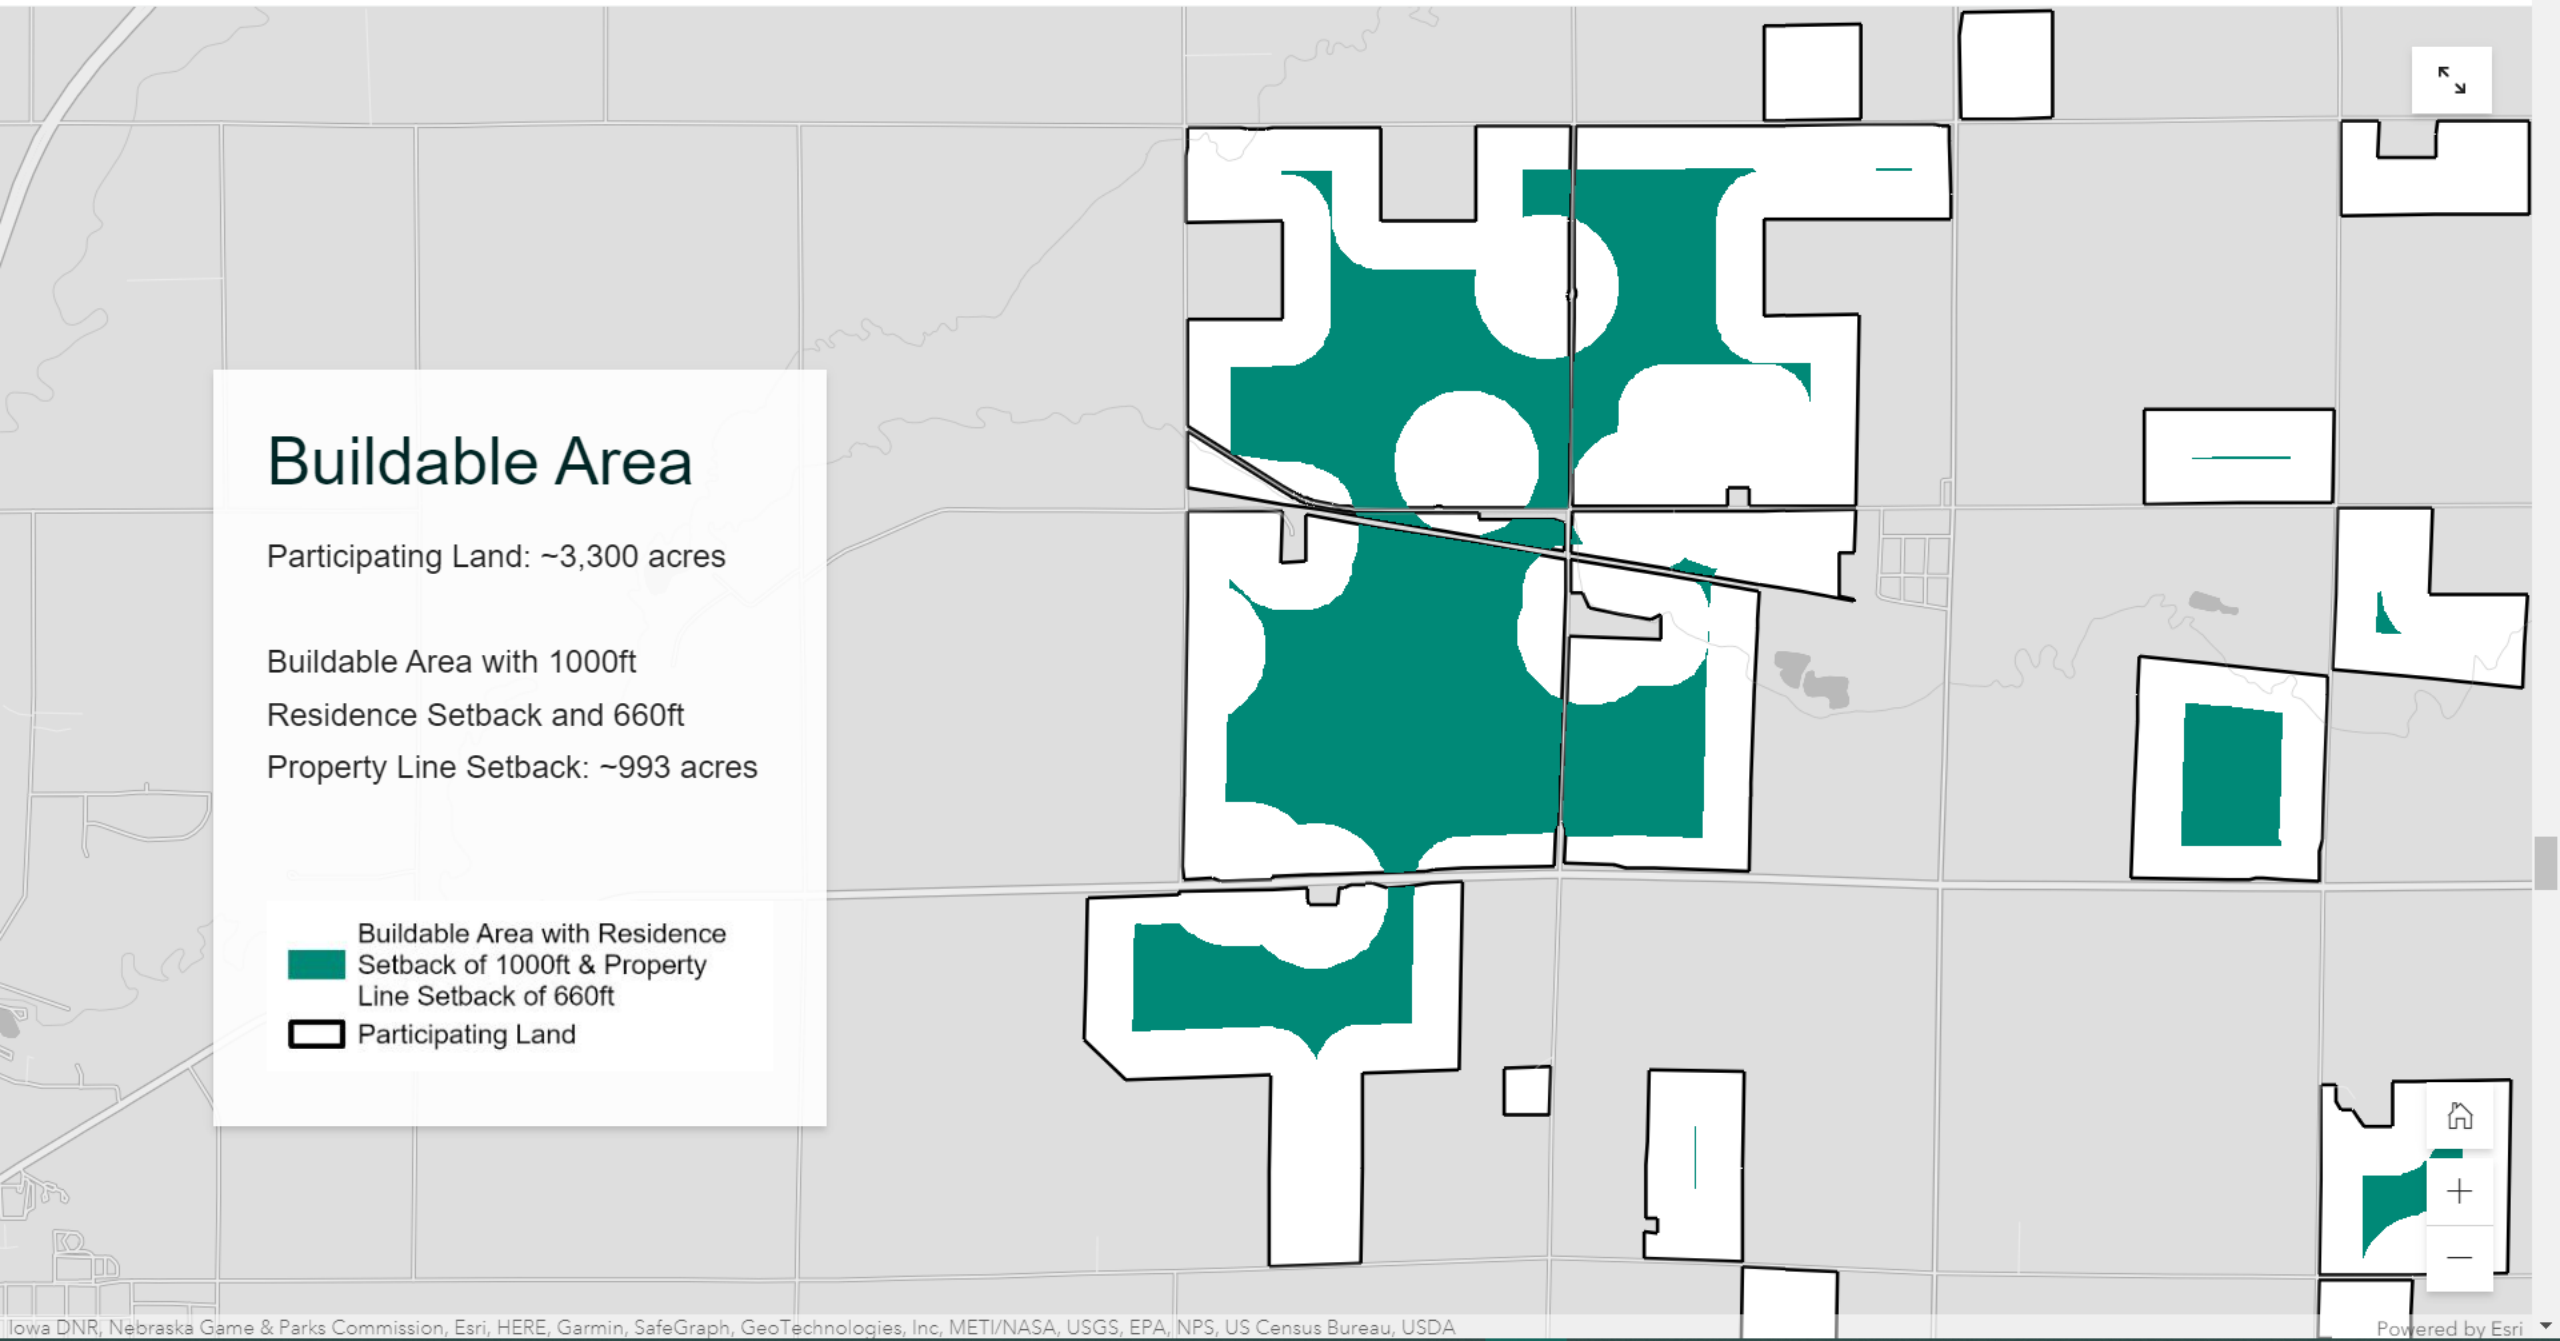 Buildable Area
Participating Land: ~3,300 acres
Buildable Area with 1000ft
Residence Setback and 660ft
Property Line Setback: ~993 acres
Buildable Area with Residence
Setback of 1000ft & Property
Line Setback of 660ft
Participating Land
Iowa DNR, Nebraska Game & Parks Commission, Esri, HERE, Garmin, SafeGraph, GeoTechnologies, Inc, METI/NASA, USGS, EPA, NPS, US Census Bureau, USDA
Powered by Esri